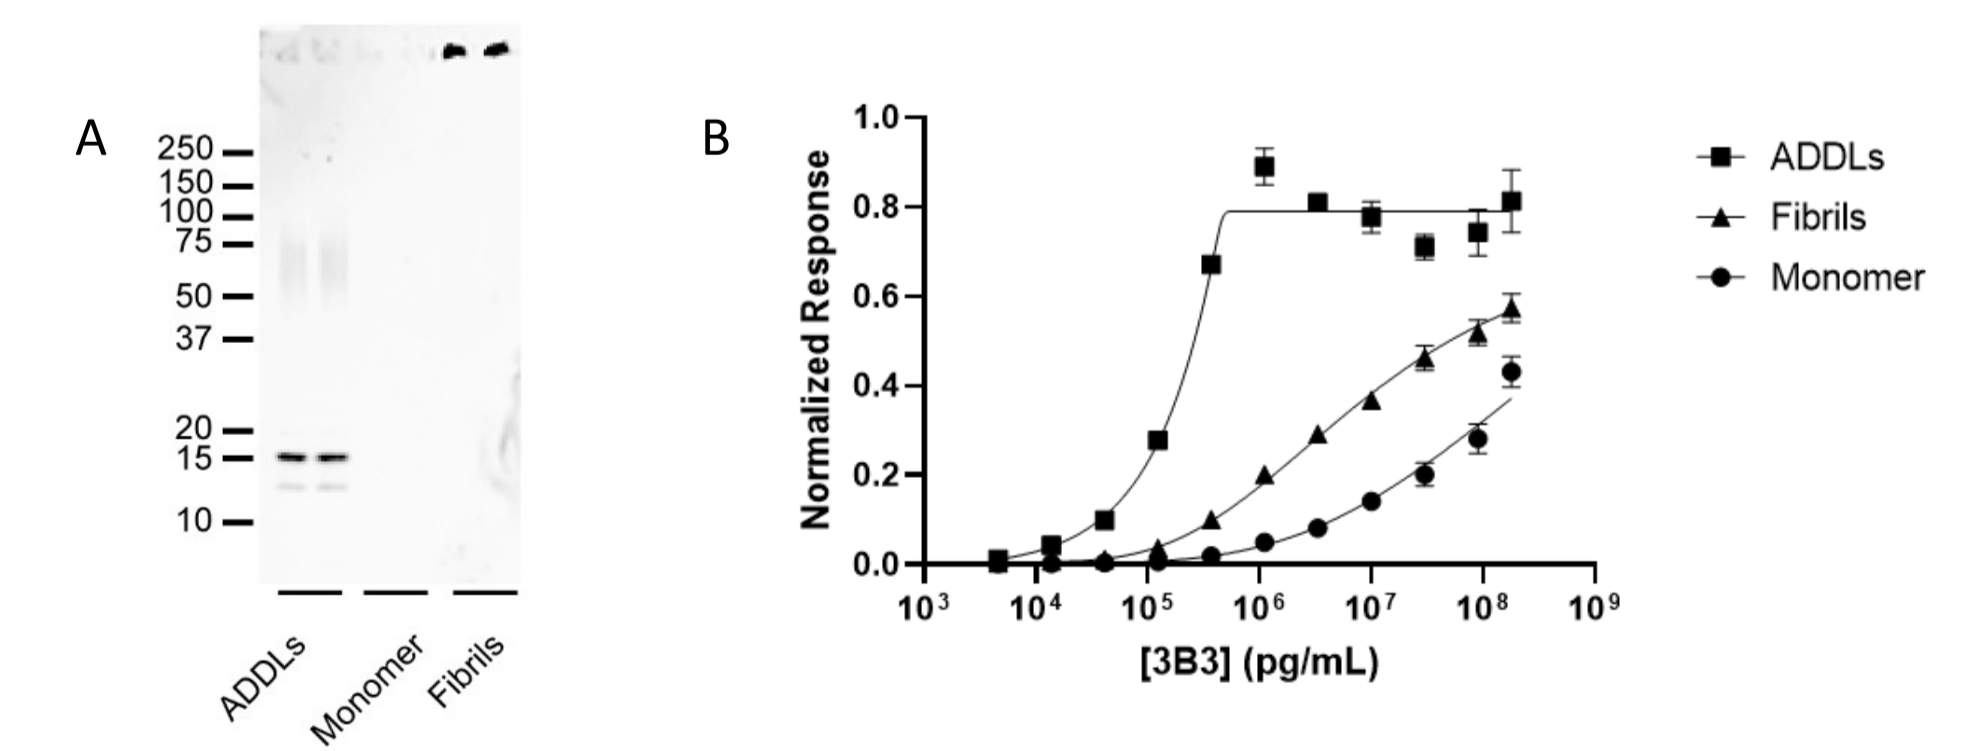 A
250
150
100
75
50
37
20
15
10
ADDLs
Monomer
Fibrils
B
Normalized Response
1.0
0.8
0.6
0.4
0.2
0.0
10³ 10⁴ 10⁵ 10⁶ 10⁷ 10⁸ 10⁹
[3B3] (pg/mL)
ADDLs
Fibrils
Monomer